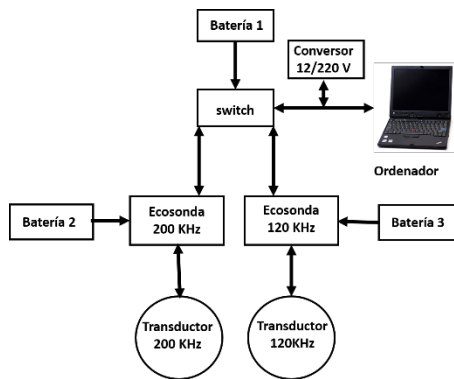 Batería 1
Conversor
12/220 V
switch
Ordenador
Batería 2
Ecosonda
200 KHz
Ecosonda
120 KHz
Batería 3
Transductor
200 KHz
Transductor
120KHz